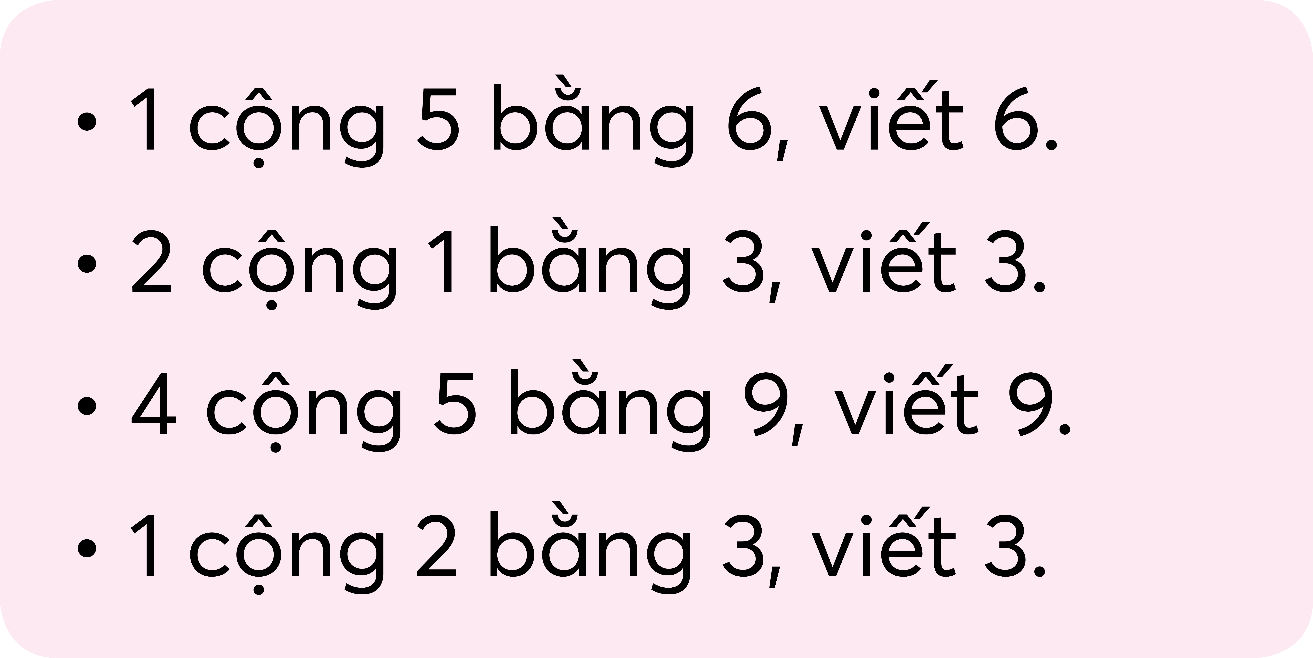 • 1 cộng 5 bằng 6, viết 6.
• 2 cộng 1 bằng 3, viết 3.
• 4 cộng 5 bằng 9, viết 9.
• 1 cộng 2 bằng 3, viết 3.